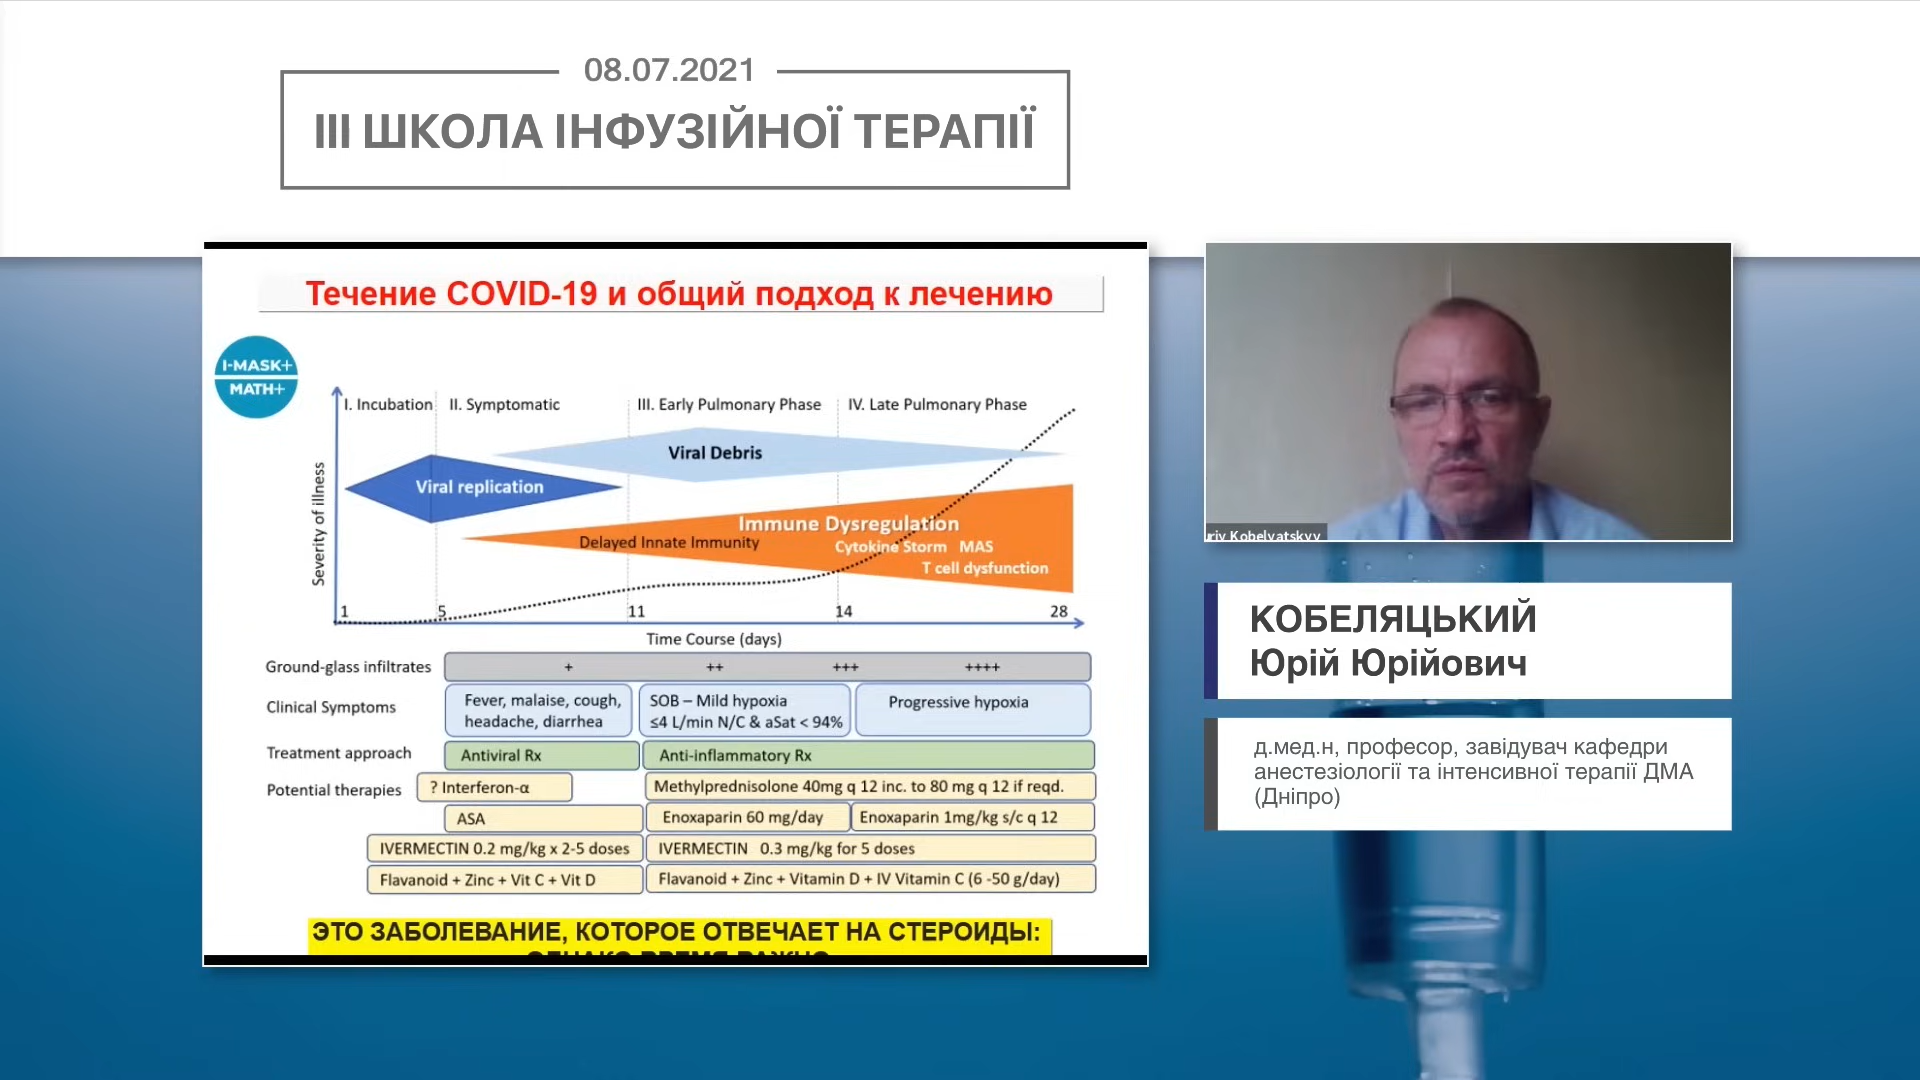 08.07.2021
III ШКОЛА ІНФУЗІЙНОЇ ТЕРАПІЇ
Течение COVID-19 и общий подход к лечению
I-MASK+
MATH+
I. Incubation
II. Symptomatic
III. Early Pulmonary Phase
IV. Late Pulmonary Phase
Severity of illness
Viral Debris
Viral replication
Immune Dysregulation
Delayed Innate Immunity
Cytokine Storm MAS
T cell dysfunction
1 5 11 14 28
Time Course (days)
Ground-glass infiltrates + ++ +++ ++++
Clinical Symptoms
Fever, malaise, cough,
headache, diarrhea
SOB – Mild hypoxia
≤4 L/min N/C & aSat < 94%
Progressive hypoxia
Treatment approach Antiviral Rx Anti-inflammatory Rx
Potential therapies ? Interferon-α Methylprednisolone 40mg q 12 inc. to 80 mg q 12 if reqd.
ASA Enoxaparin 60 mg/day Enoxaparin 1mg/kg s/c q 12
IVERMECTIN 0.2 mg/kg x 2-5 doses IVERMECTIN 0.3 mg/kg for 5 doses
Flavanoid + Zinc + Vit C + Vit D Flavanoid + Zinc + Vitamin D + IV Vitamin C (6 -50 g/day)
ЭТО ЗАБОЛЕВАНИЕ, КОТОРОЕ ОТВЕЧАЕТ НА СТЕРОИДЫ:
ОДНАКО ВРЕМЯ ВАЖНО
Kobelyatskyy
КОБЕЛЯЦЬКИЙ
Юрій Юрійович
д.мед.н, професор, завідувач кафедри
анестезіології та інтенсивної терапії ДМА
(Дніпро)